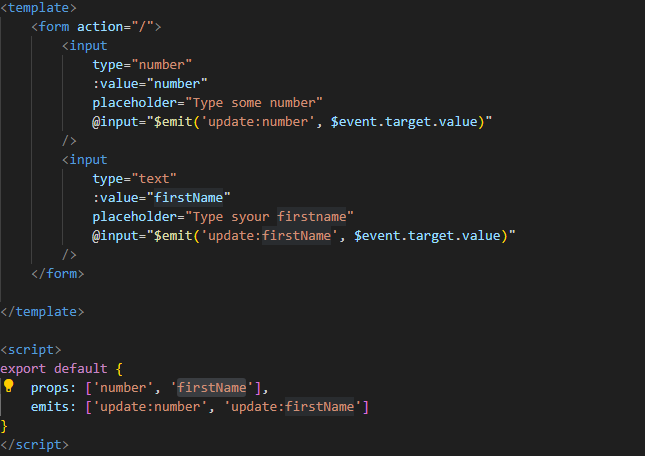 <template>
<form action="/">
<input
type="number"
:value="number"
placeholder="Type some number"
@input="$emit('update:number', $event.target.value)"
/>
<input
type="text"
:value="firstName"
placeholder="Type syour firstname"
@input="$emit('update:firstName', $event.target.value)"
/>
</form>
</template>
<script>
export default {
props: ['number', 'firstName'],
emits: ['update:number', 'update:firstName']
}
</script>